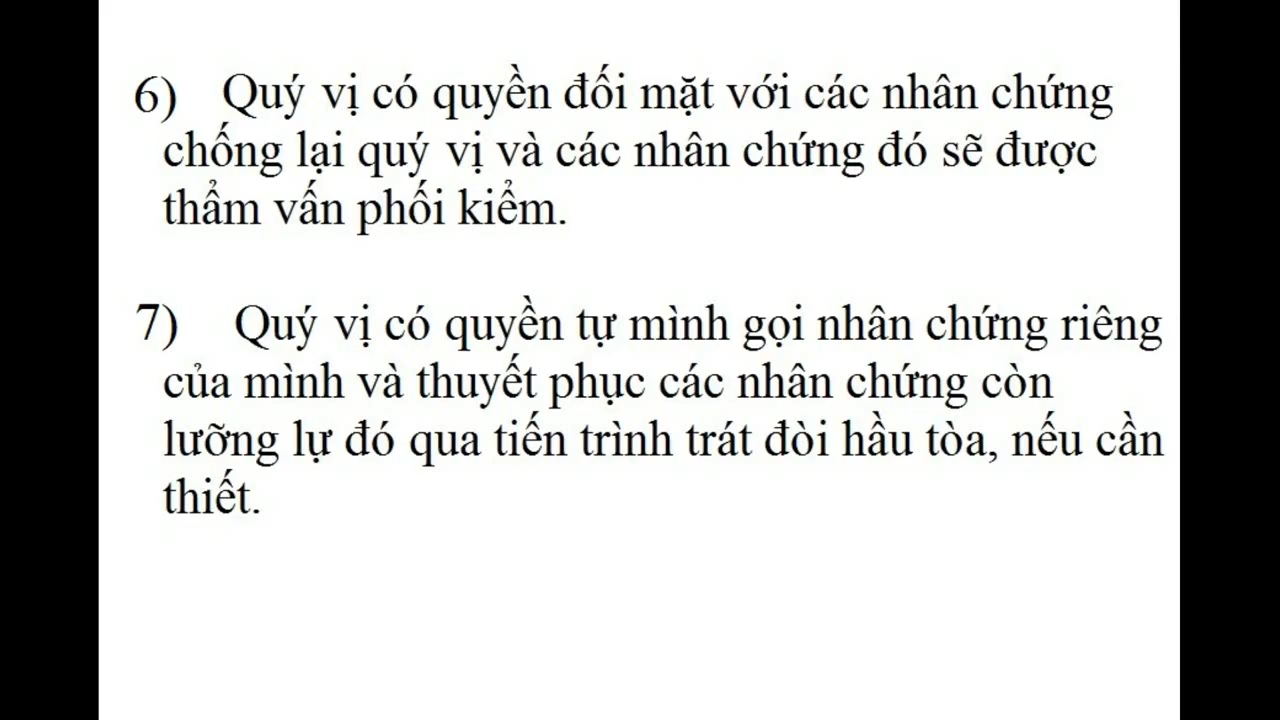 6) Quý vị có quyền đối mặt với các nhân chứng
chống lại quý vị và các nhân chứng đó sẽ được
thẩm vấn phối kiểm.
7) Quý vị có quyền tự mình gọi nhân chứng riêng
của mình và thuyết phục các nhân chứng còn
lưỡng lự đó qua tiến trình trát đòi hầu tòa, nếu cần
thiết.